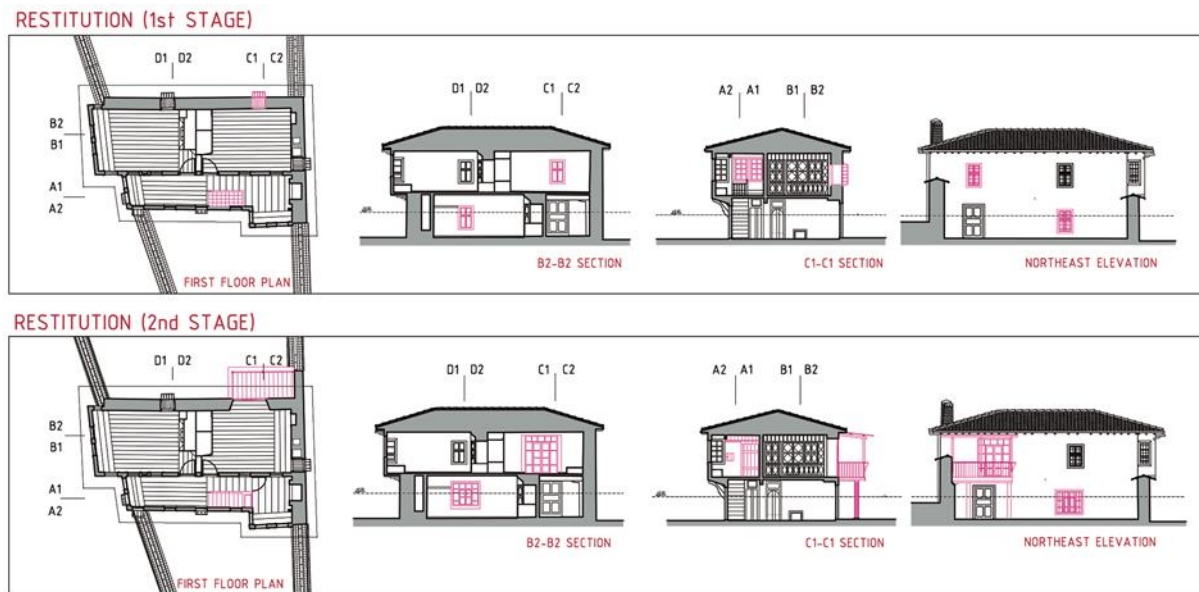 RESTITUTION (1st STAGE)
D1 D2
C1 C2
B2
B1
A1
A2
FIRST FLOOR PLAN
D1 D2
C1 C2
B2-B2 SECTION
A2 A1
B1 B2
C1-C1 SECTION
NORTHEAST ELEVATION
RESTITUTION (2nd STAGE)
D1 D2
C1 C2
B2
B1
A1
A2
FIRST FLOOR PLAN
D1 D2
C1 C2
B2-B2 SECTION
A2 A1
B1 B2
C1-C1 SECTION
NORTHEAST ELEVATION